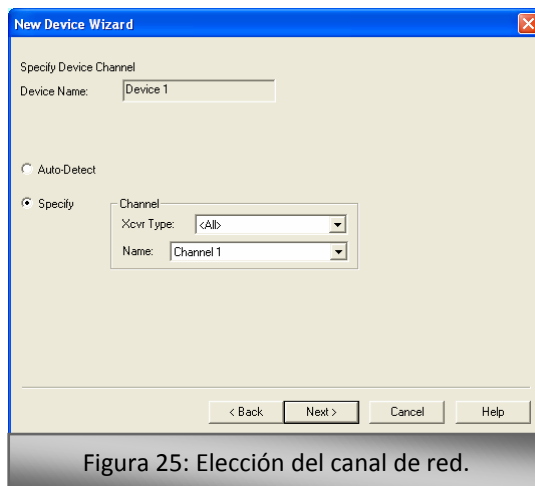 New Device Wizard
Specify Device Channel
Device Name: Device 1
Auto-Detect
Specify
Channel
Xcvr Type: <All>
Name: Channel 1
< Back Next > Cancel Help
Figura 25: Elección del canal de red.